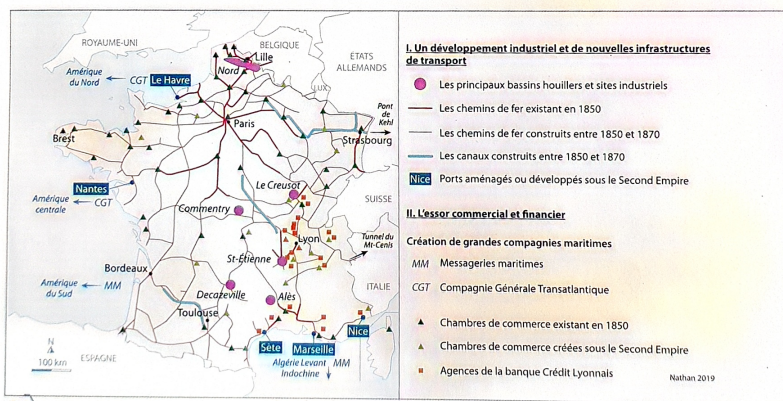 ROYAUME-UNI
BELGIQUE
Lille
ÉTATS
ALLEMANDS
Nord
Amérique
du Nord
CGT
Le Havre
LUX.
Pont
de
Kehl
Paris
Brest
Strasbourg
Nantes
Le Creusot
Amérique
centrale
CGT
Commentry
SUISSE
Lyon
Tunnel du
Mt-Cenis
St-Étienne
Bordeaux
Amérique
du Sud
MM
Decazeville
Alès
ITALIE
Toulouse
Nice
N
100 km
ESPAGNE
Sète
Marseille
Algérie Levant
Indochine
MM
I. Un développement industriel et de nouvelles infrastructures
de transport
Les principaux bassins houillers et sites industriels
Les chemins de fer existant en 1850
Les chemins de fer construits entre 1850 et 1870
Les canaux construits entre 1850 et 1870
Nice Ports aménagés ou développés sous le Second Empire
II. L'essor commercial et financier
Création de grandes compagnies maritimes
MM Messageries maritimes
CGT Compagnie Générale Transatlantique
Chambres de commerce existant en 1850
Chambres de commerce créées sous le Second Empire
Agences de la banque Crédit Lyonnais
Nathan 2019